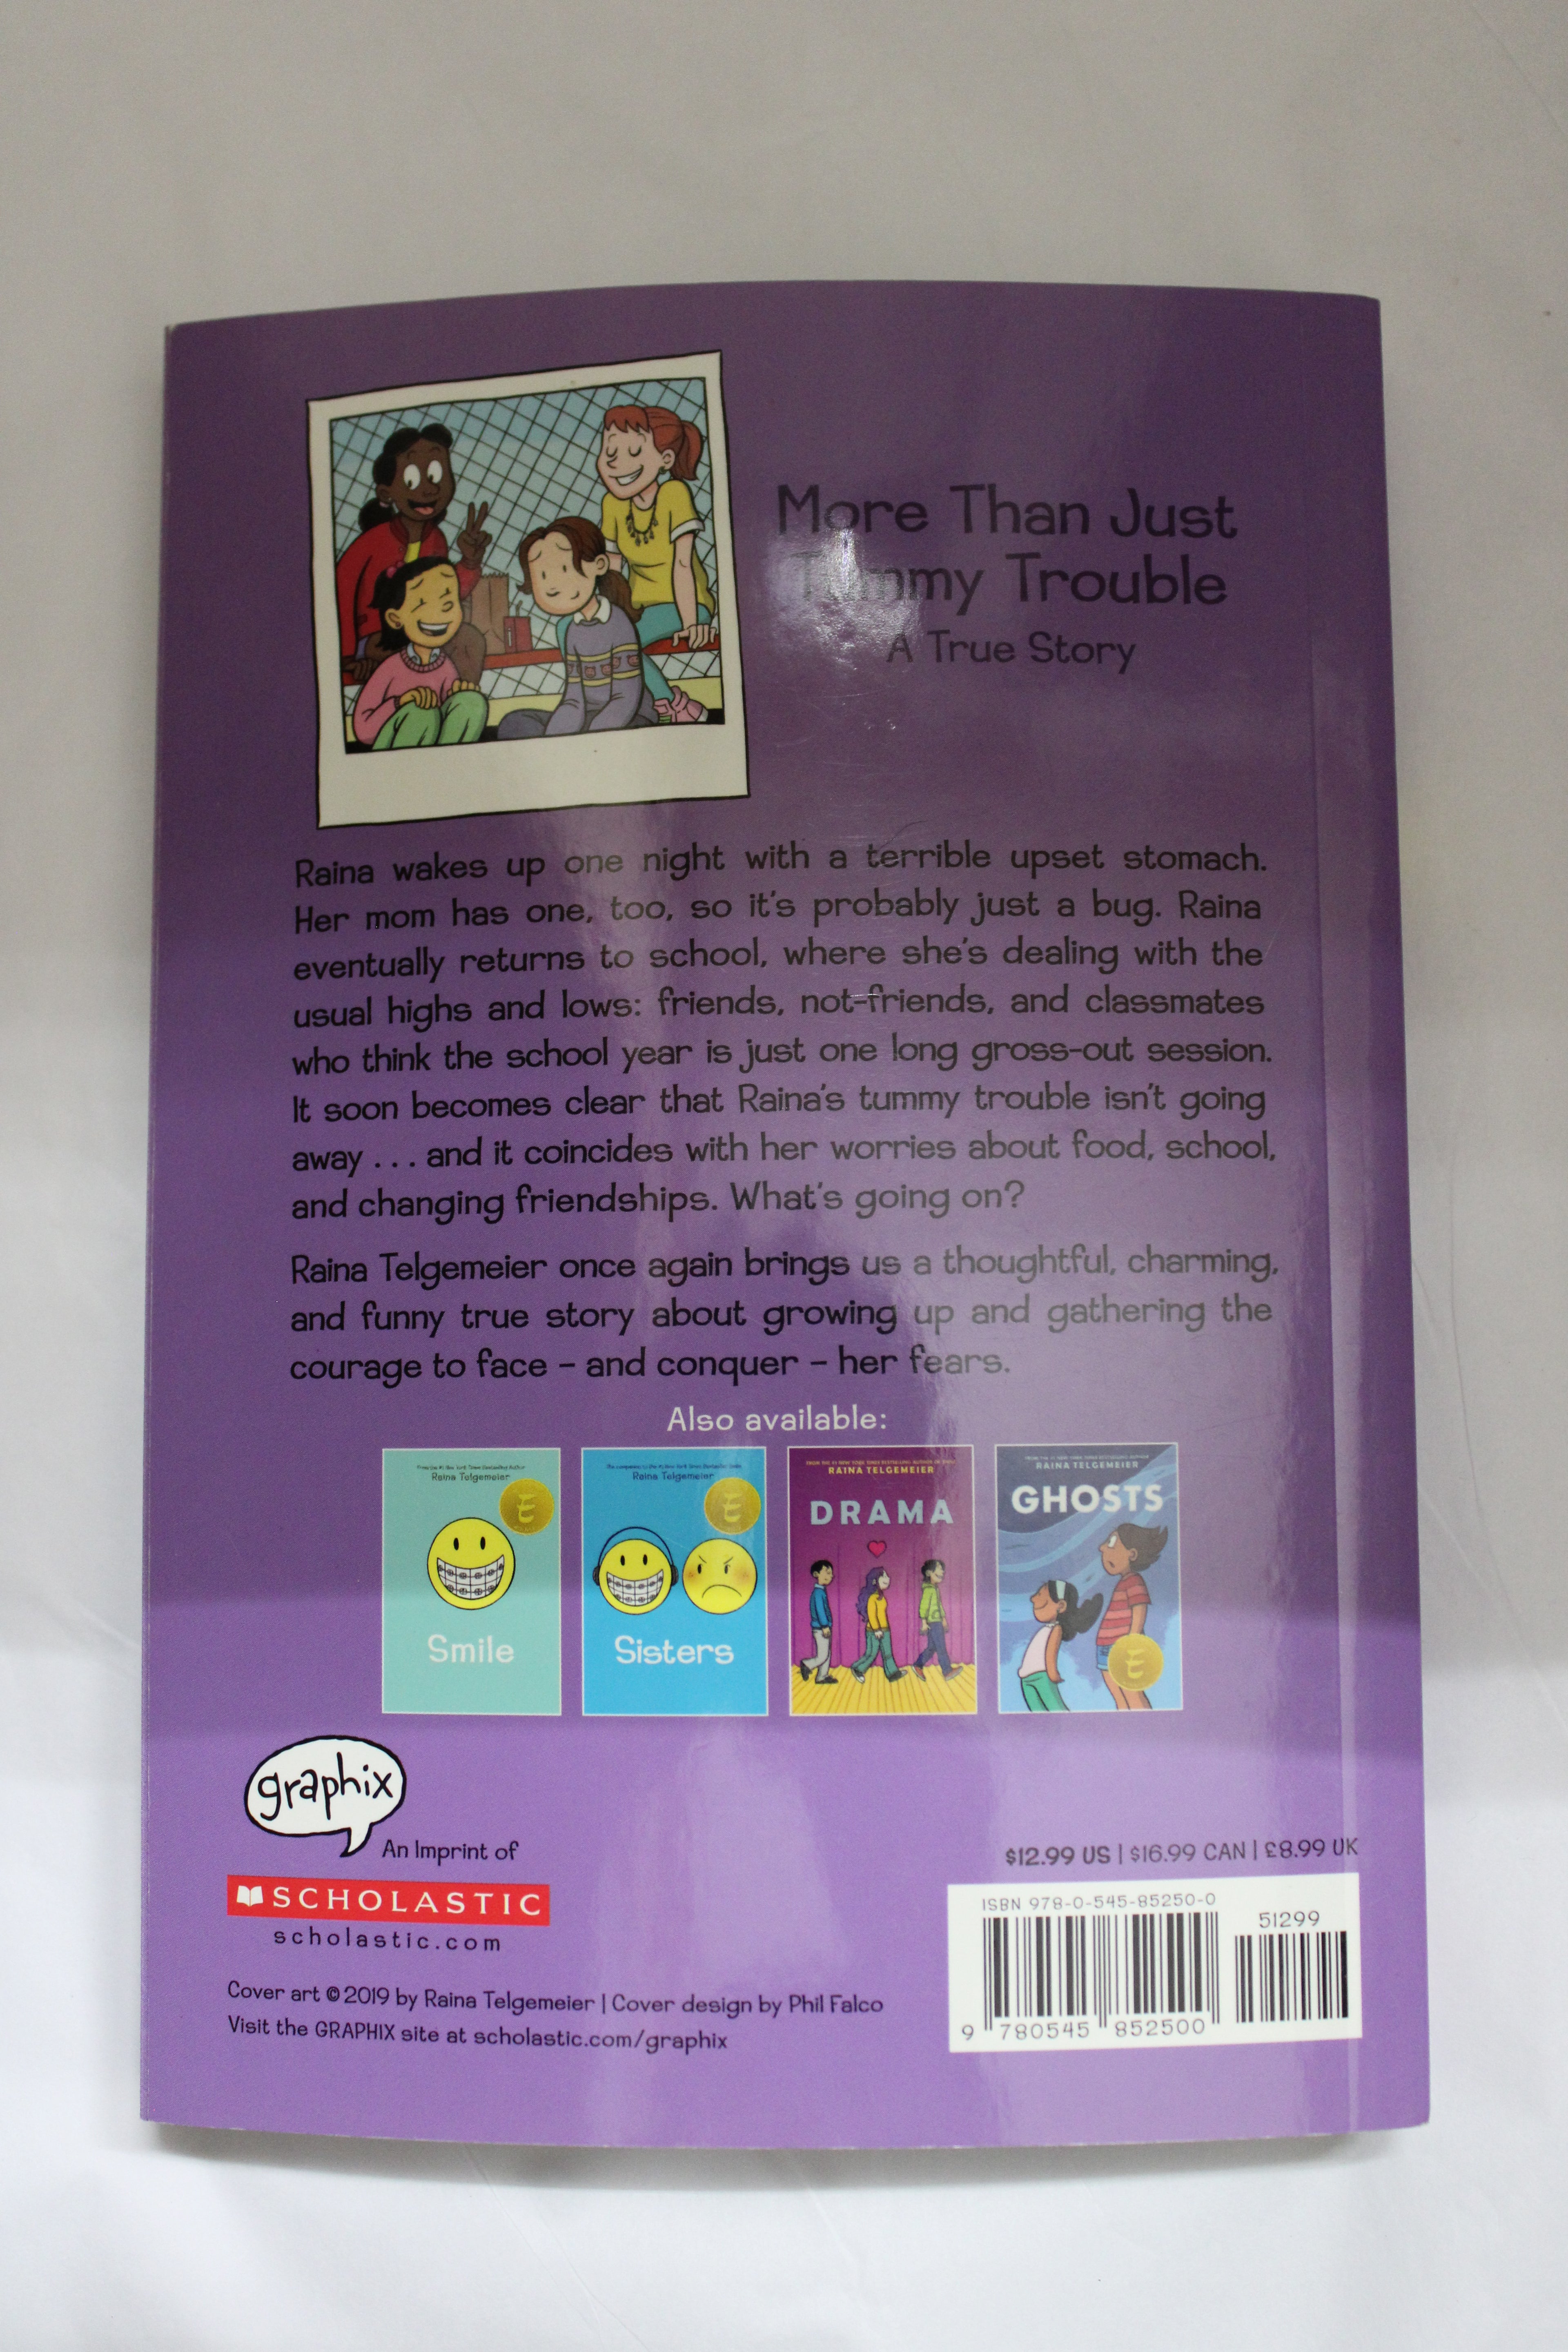 More Than Just
Tummy Trouble
A True Story
Raina wakes up one night with a terrible upset stomach.
Her mom has one, too, so it's probably just a bug. Raina
eventually returns to school, where she's dealing with the
usual highs and lows: friends, not-friends, and classmates
who think the school year is just one long gross-out session.
It soon becomes clear that Raina's tummy trouble isn't going
away . . . and it coincides with her worries about food, school,
and changing friendships. What's going on?
Raina Telgemeier once again brings us a thoughtful, charming,
and funny true story about growing up and gathering the
courage to face – and conquer – her fears.
Also available:
Raina Telgemeier
E
Smile
Raina Telgemeier
E
Sisters
RAINA TELGEMEIER
DRAMA
RAINA TELGEMEIER
GHOSTS
E
graphix
An Imprint of
SCHOLASTIC
scholastic.com
Cover art © 2019 by Raina Telgemeier | Cover design by Phil Falco
Visit the GRAPHIX site at scholastic.com/graphix
$12.99 US | $16.99 CAN | £8.99 UK
ISBN 978-0-545-85250-0
51299
9 780545 852500